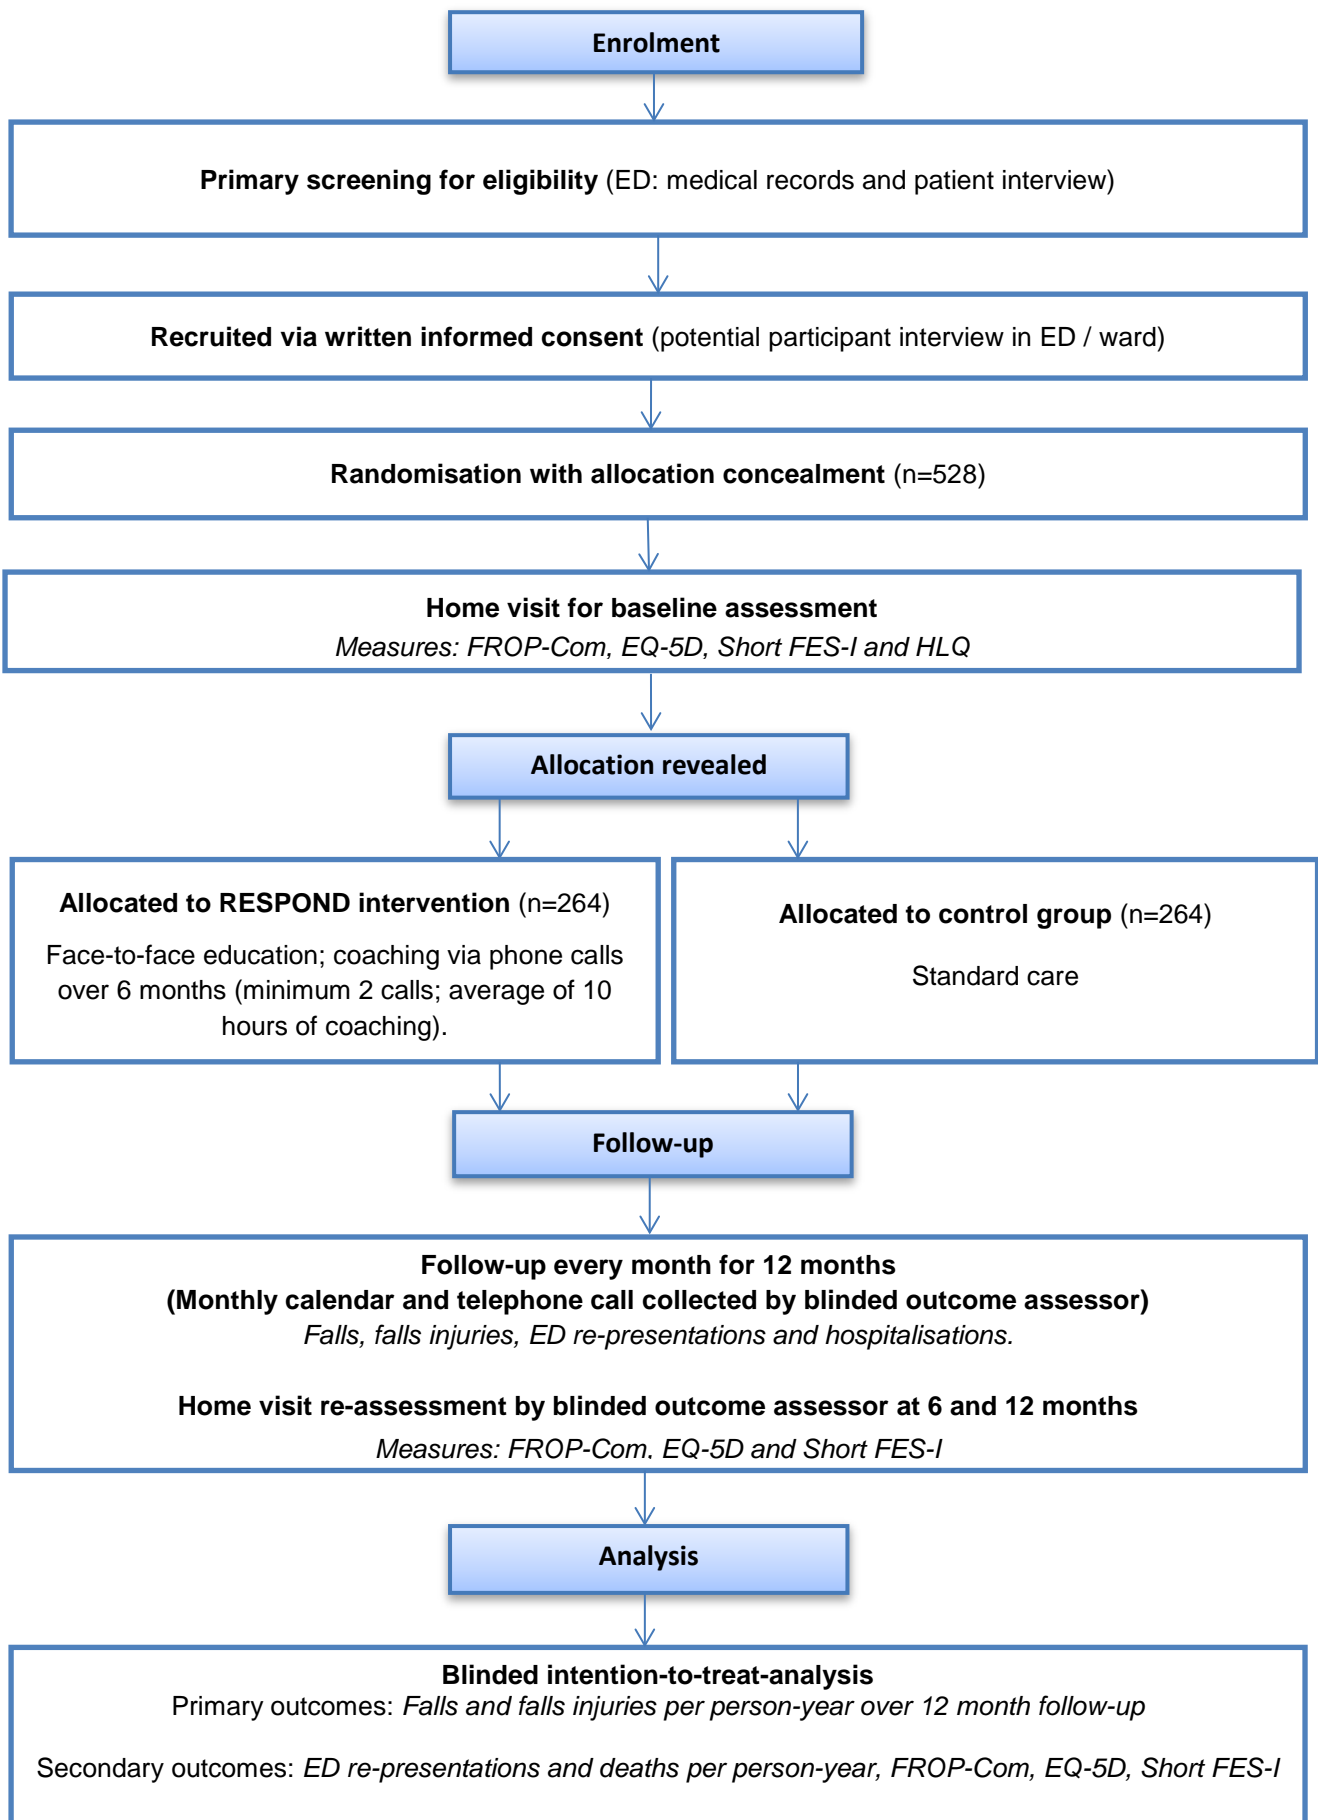 Enrolment
Primary screening for eligibility (ED: medical records and patient interview)
Recruited via written informed consent (potential participant interview in ED / ward)
Randomisation with allocation concealment (n=528)
Home visit for baseline assessment
Measures: FROP-Com, EQ-5D, Short FES-I and HLQ
Allocation revealed
Allocated to RESPOND intervention (n=264)
Face-to-face education; coaching via phone calls
over 6 months (minimum 2 calls; average of 10
hours of coaching).
Allocated to control group (n=264)
Standard care
Follow-up
Follow-up every month for 12 months
(Monthly calendar and telephone call collected by blinded outcome assessor)
Falls, falls injuries, ED re-presentations and hospitalisations.
Home visit re-assessment by blinded outcome assessor at 6 and 12 months
Measures: FROP-Com, EQ-5D and Short FES-I
Analysis
Blinded intention-to-treat-analysis
Primary outcomes: Falls and falls injuries per person-year over 12 month follow-up
Secondary outcomes: ED re-presentations and deaths per person-year, FROP-Com, EQ-5D, Short FES-I